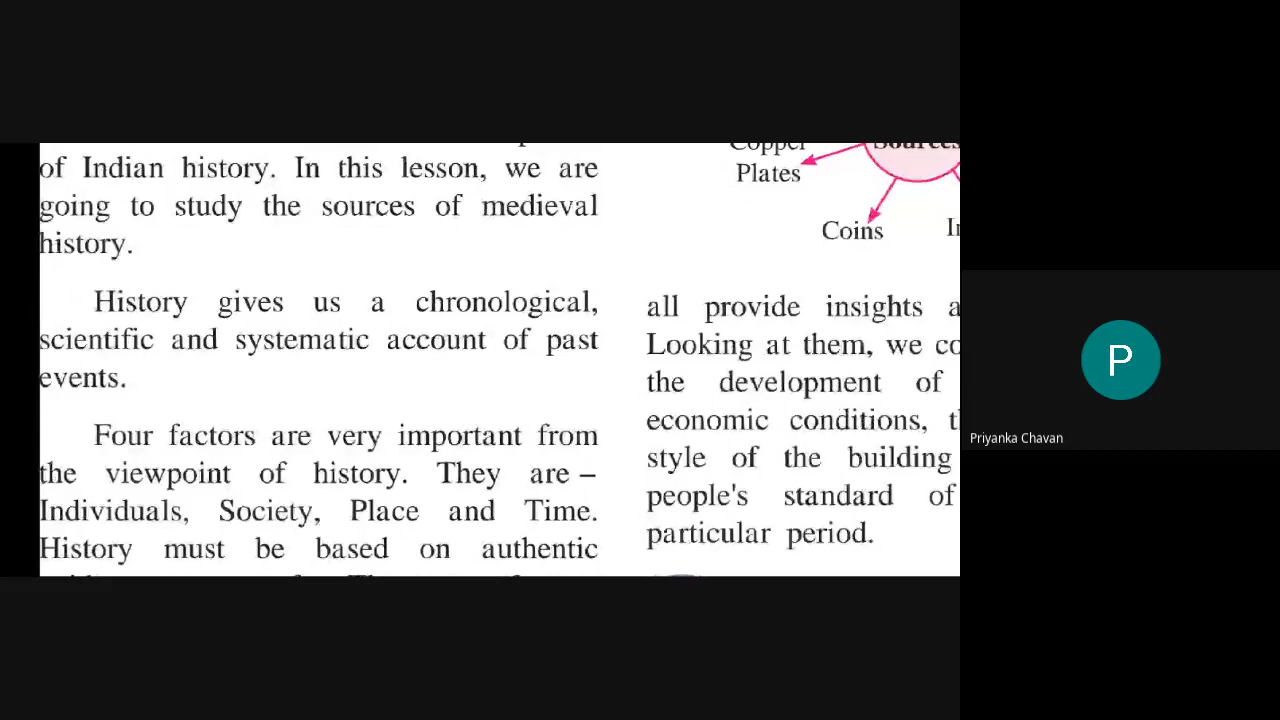 of Indian history. In this lesson, we are
going to study the sources of medieval
history.
History gives us a chronological,
scientific and systematic account of past
events.
Four factors are very important from
the viewpoint of history. They are –
Individuals, Society, Place and Time.
History must be based on authentic
Copper
Plates
Sources
Coins
all provide insights
Looking at them, we
the development of
economic conditions,
style of the building
people's standard of
particular period.
P
Priyanka Chavan